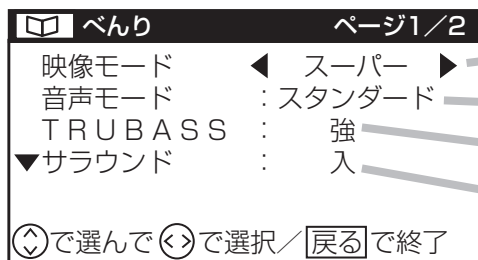 べんり ページ1／2
映像モード ◀ スーパー ▶
音声モード ：スタンダード
ＴＲＵＢＡＳＳ ： 強
▼サラウンド ： 入
で選んでで選択／戻るで終了